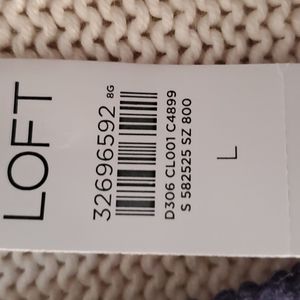 LOFT
32696592 8G
D306 CL001 C4899
S 582525 SZ 800
L